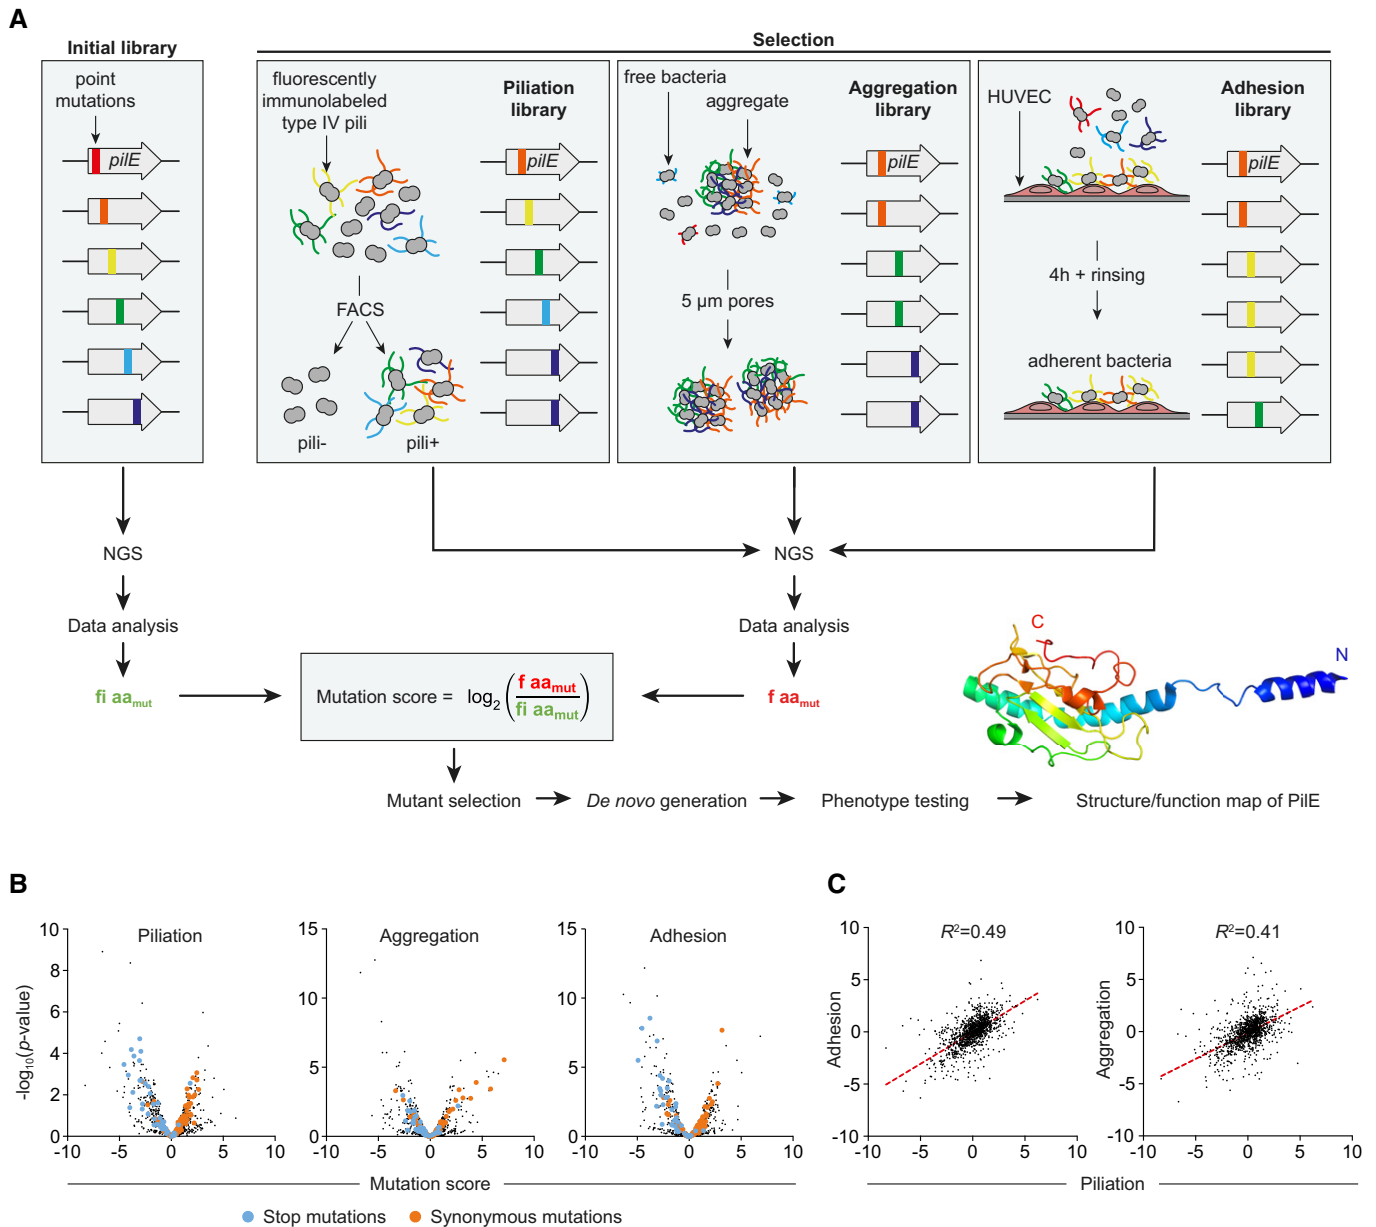 A
Initial library
Selection
point
mutations
pilE
fluorescently
immunolabeled
type IV pili
Piliation
library
pilE
FACS
pili-
pili+
free bacteria
aggregate
Aggregation
library
pilE
5 µm pores
HUVEC
Adhesion
library
pilE
4h + rinsing
adherent bacteria
NGS
NGS
Data analysis
Data analysis
fi aamut
Mutation score = log2 (f aamut / fi aamut)
f aamut
C
N
Mutant selection
De novo generation
Phenotype testing
Structure/function map of PilE
B
-log10(p-value)
Piliation
10
8
6
4
2
0
-10
-5
0
5
10
Aggregation
15
10
5
0
-10
-5
0
5
10
Adhesion
15
10
5
0
-10
-5
0
5
10
Mutation score
Stop mutations
Synonymous mutations
C
R2=0.49
Adhesion
10
5
0
-5
-10
-10
-5
0
5
10
R2=0.41
Aggregation
10
5
0
-5
-10
-10
-5
0
5
10
Piliation